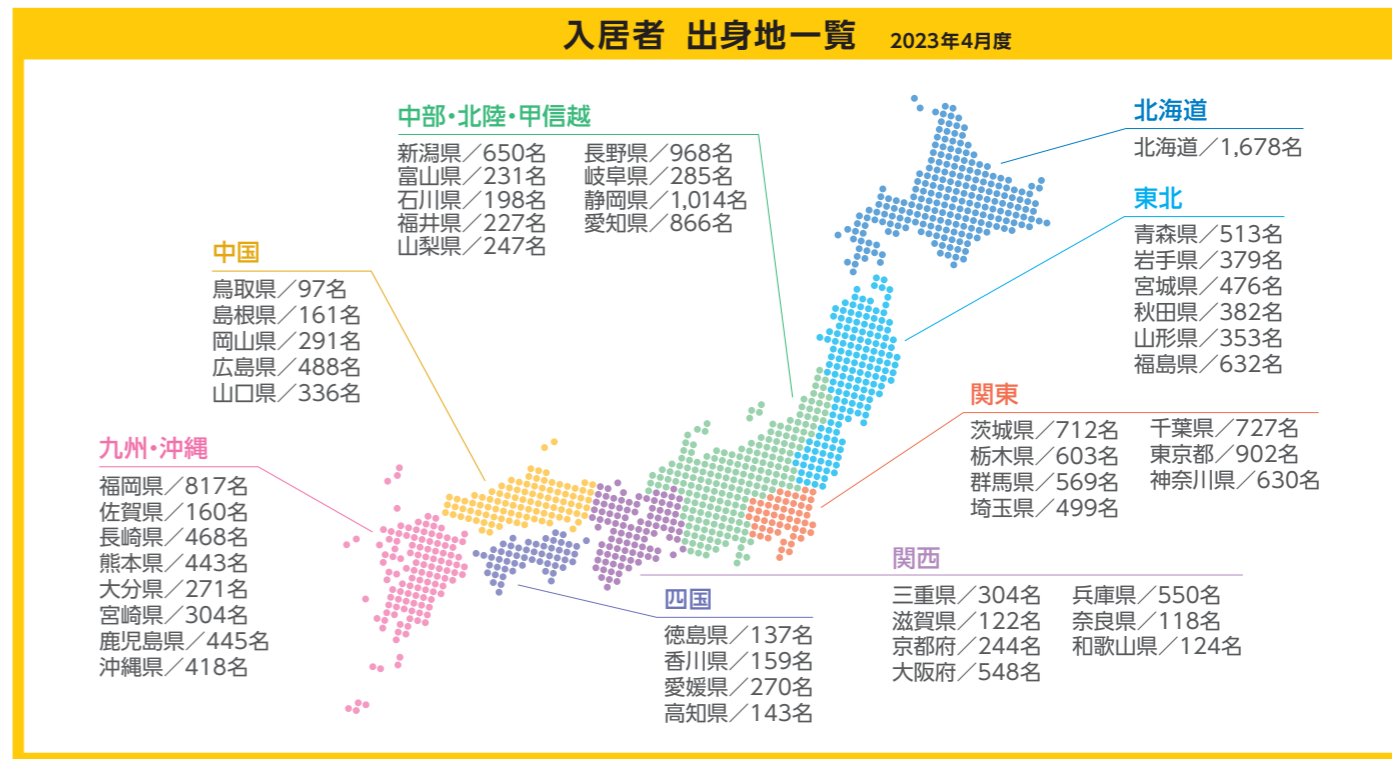 入居者 出身地一覧 2023年4月度
中部・北陸・甲信越
新潟県／650名
富山県／231名
石川県／198名
福井県／227名
山梨県／247名
長野県／968名
岐阜県／285名
静岡県／1,014名
愛知県／866名
北海道
北海道／1,678名
東北
青森県／513名
岩手県／379名
宮城県／476名
秋田県／382名
山形県／353名
福島県／632名
中国
鳥取県／97名
島根県／161名
岡山県／291名
広島県／488名
山口県／336名
関東
茨城県／712名
栃木県／603名
群馬県／569名
埼玉県／499名
千葉県／727名
東京都／902名
神奈川県／630名
九州・沖縄
福岡県／817名
佐賀県／160名
長崎県／468名
熊本県／443名
大分県／271名
宮崎県／304名
鹿児島県／445名
沖縄県／418名
四国
徳島県／137名
香川県／159名
愛媛県／270名
高知県／143名
関西
三重県／304名
滋賀県／122名
京都府／244名
大阪府／548名
兵庫県／550名
奈良県／118名
和歌山県／124名